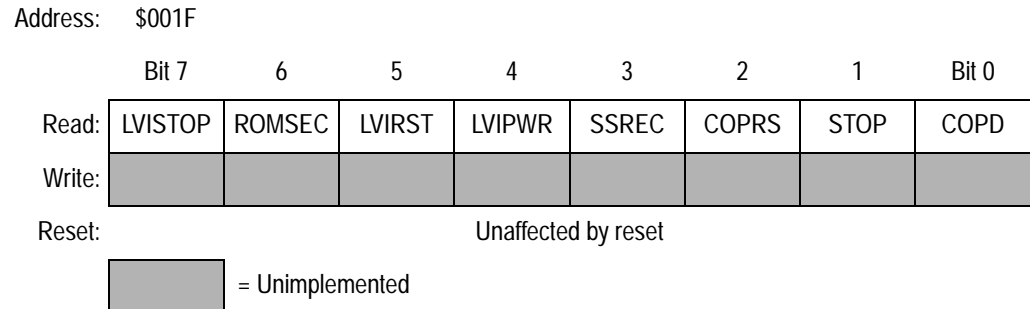 Address: $001F
Bit 7 6 5 4 3 2 1 Bit 0
Read: LVISTOP ROMSEC LVIRST LVIPWR SSREC COPRS STOP COPD
Write:
Reset: Unaffected by reset
= Unimplemented